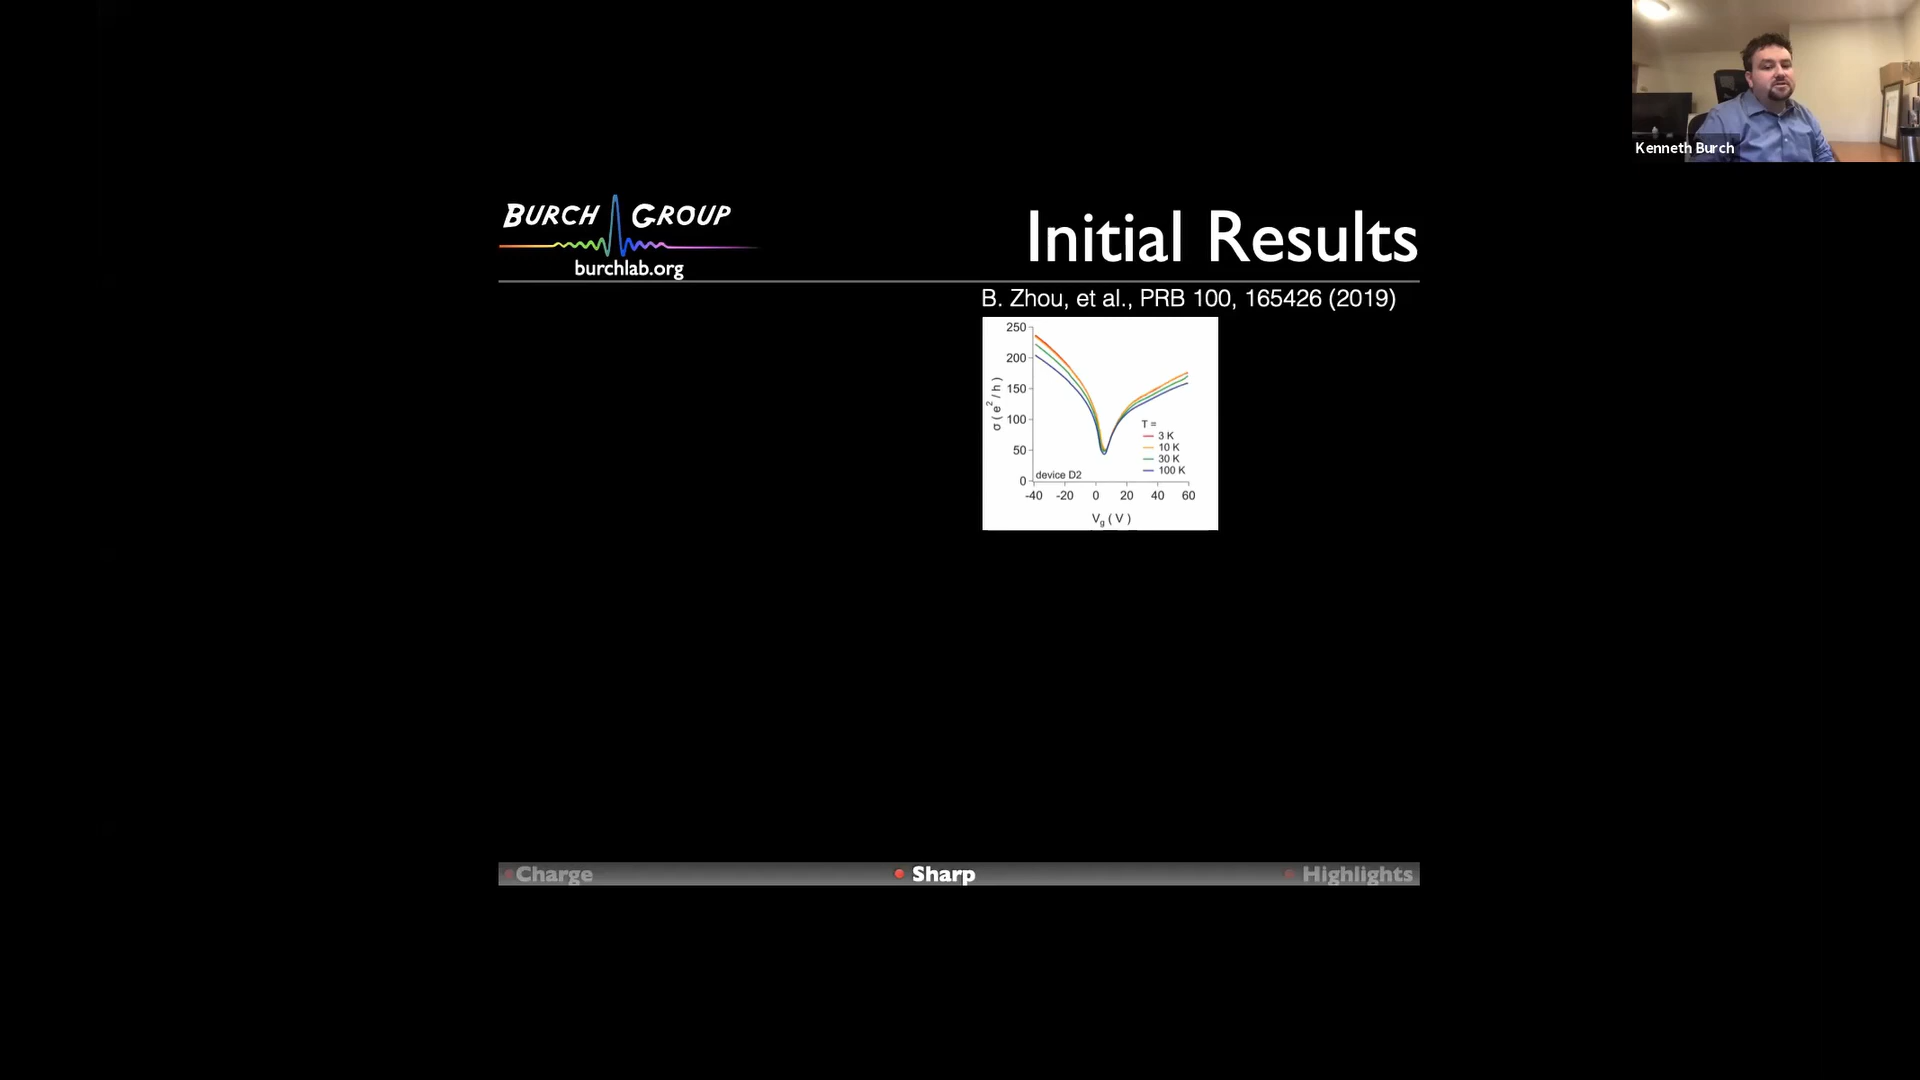 Kenneth Burch
BURCH GROUP
burchlab.org
Initial Results
B. Zhou, et al., PRB 100, 165426 (2019)
250
200
150
100
50
0
σ ( e² / h )
T =
3 K
10 K
30 K
100 K
device D2
-40 -20 0 20 40 60
Vg ( V )
Charge
Sharp
Highlights